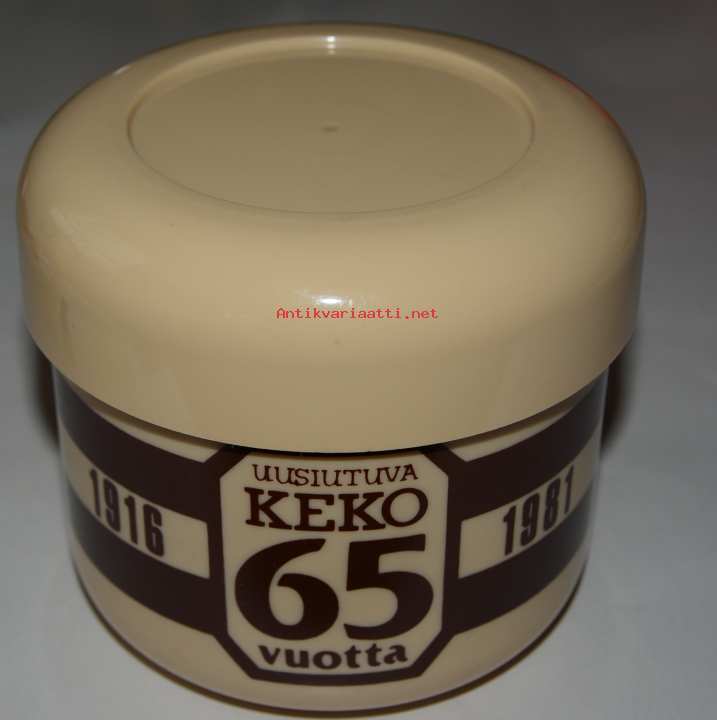 Antikvariaatti.net
UUSIUTUVA
KEKO
1916
65
1981
vuotta